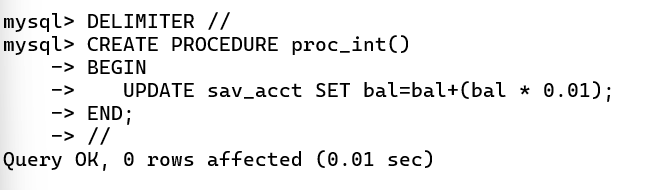 mysql> DELIMITER //
mysql> CREATE PROCEDURE proc_int()
    -> BEGIN
    ->    UPDATE sav_acct SET bal=bal+(bal * 0.01);
    -> END;
    -> //
Query OK, 0 rows affected (0.01 sec)